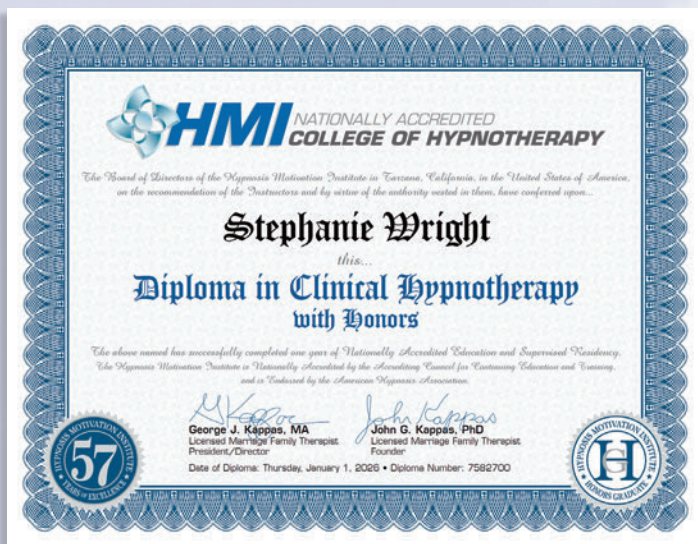 HMI NATIONALLY ACCREDITED
COLLEGE OF HYPNOTHERAPY
The Board of Directors of the Hypnosis Motivation Institute in Tarzana, California, in the United States of America,
on the recommendation of the Instructors and by virtue of the authority vested in them, have conferred upon...
Stephanie Wright
this...
Diploma in Clinical Hypnotherapy
with Honors
The above named has successfully completed one year of Nationally Accredited Education and Supervised Residency.
The Hypnosis Motivation Institute is Nationally Accredited by the Accrediting Council for Continuing Education and Training,
and is Endorsed by the American Hypnosis Association.
George J. Kappas, MA
Licensed Marriage Family Therapist
President/Director
John Kappas
John G. Kappas, PhD
Licensed Marriage Family Therapist
Founder
Date of Diploma: Thursday, January 1, 2026 • Diploma Number: 7582700
HYPNOSIS MOTIVATION INSTITUTE
57
YEARS OF EXCELLENCE
HYPNOSIS MOTIVATION INSTITUTE
HG
HONORS GRADUATE